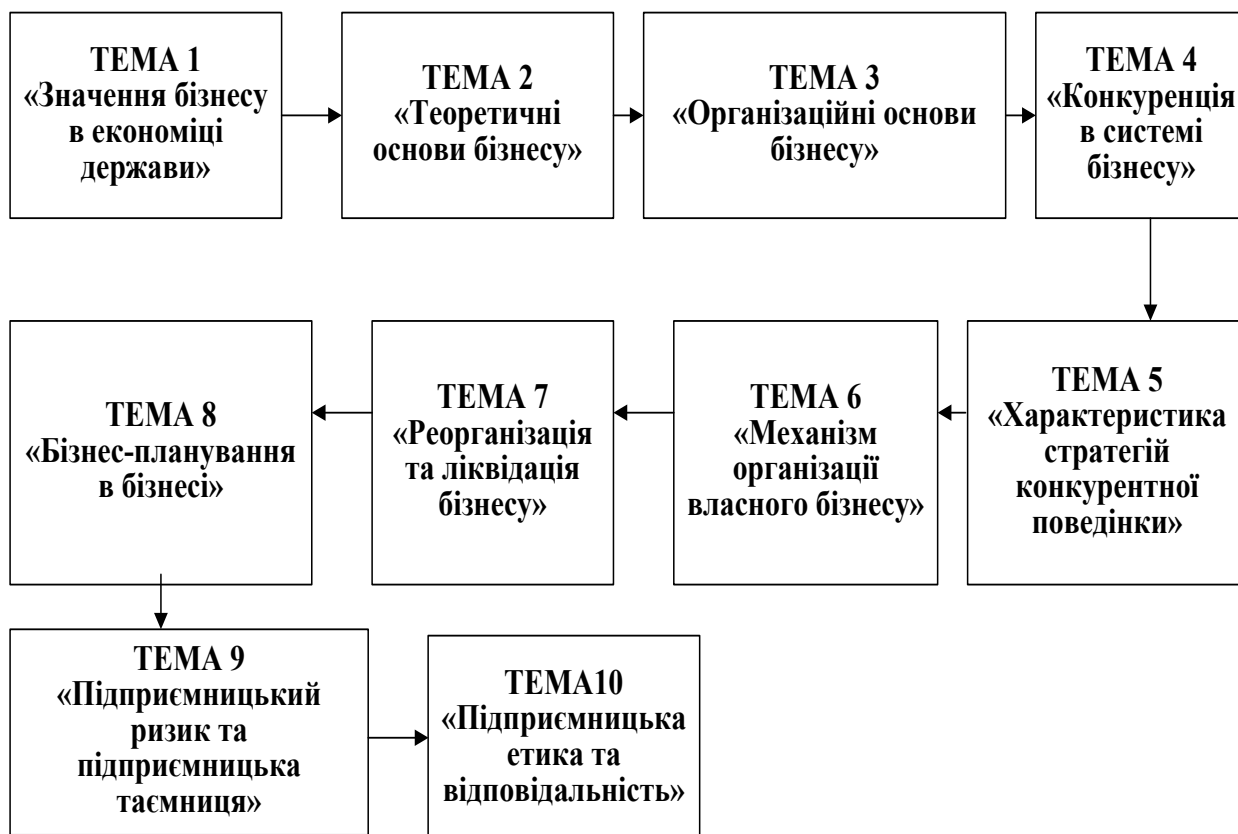 ТЕМА 1
«Значення бізнесу
в економіці
держави»
ТЕМА 2
«Теоретичні
основи бізнесу»
ТЕМА 3
«Організаційні основи
бізнесу»
ТЕМА 4
«Конкуренція
в системі
бізнесу»
ТЕМА 5
«Характеристика
стратегій
конкурентної
поведінки»
ТЕМА 6
«Механізм
організації
власного бізнесу»
ТЕМА 7
«Реорганізація
та ліквідація
бізнесу»
ТЕМА 8
«Бізнес-планування
в бізнесі»
ТЕМА 9
«Підприємницький
ризик та
підприємницька
таємниця»
ТЕМА10
«Підприємницька
етика та
відповідальність»